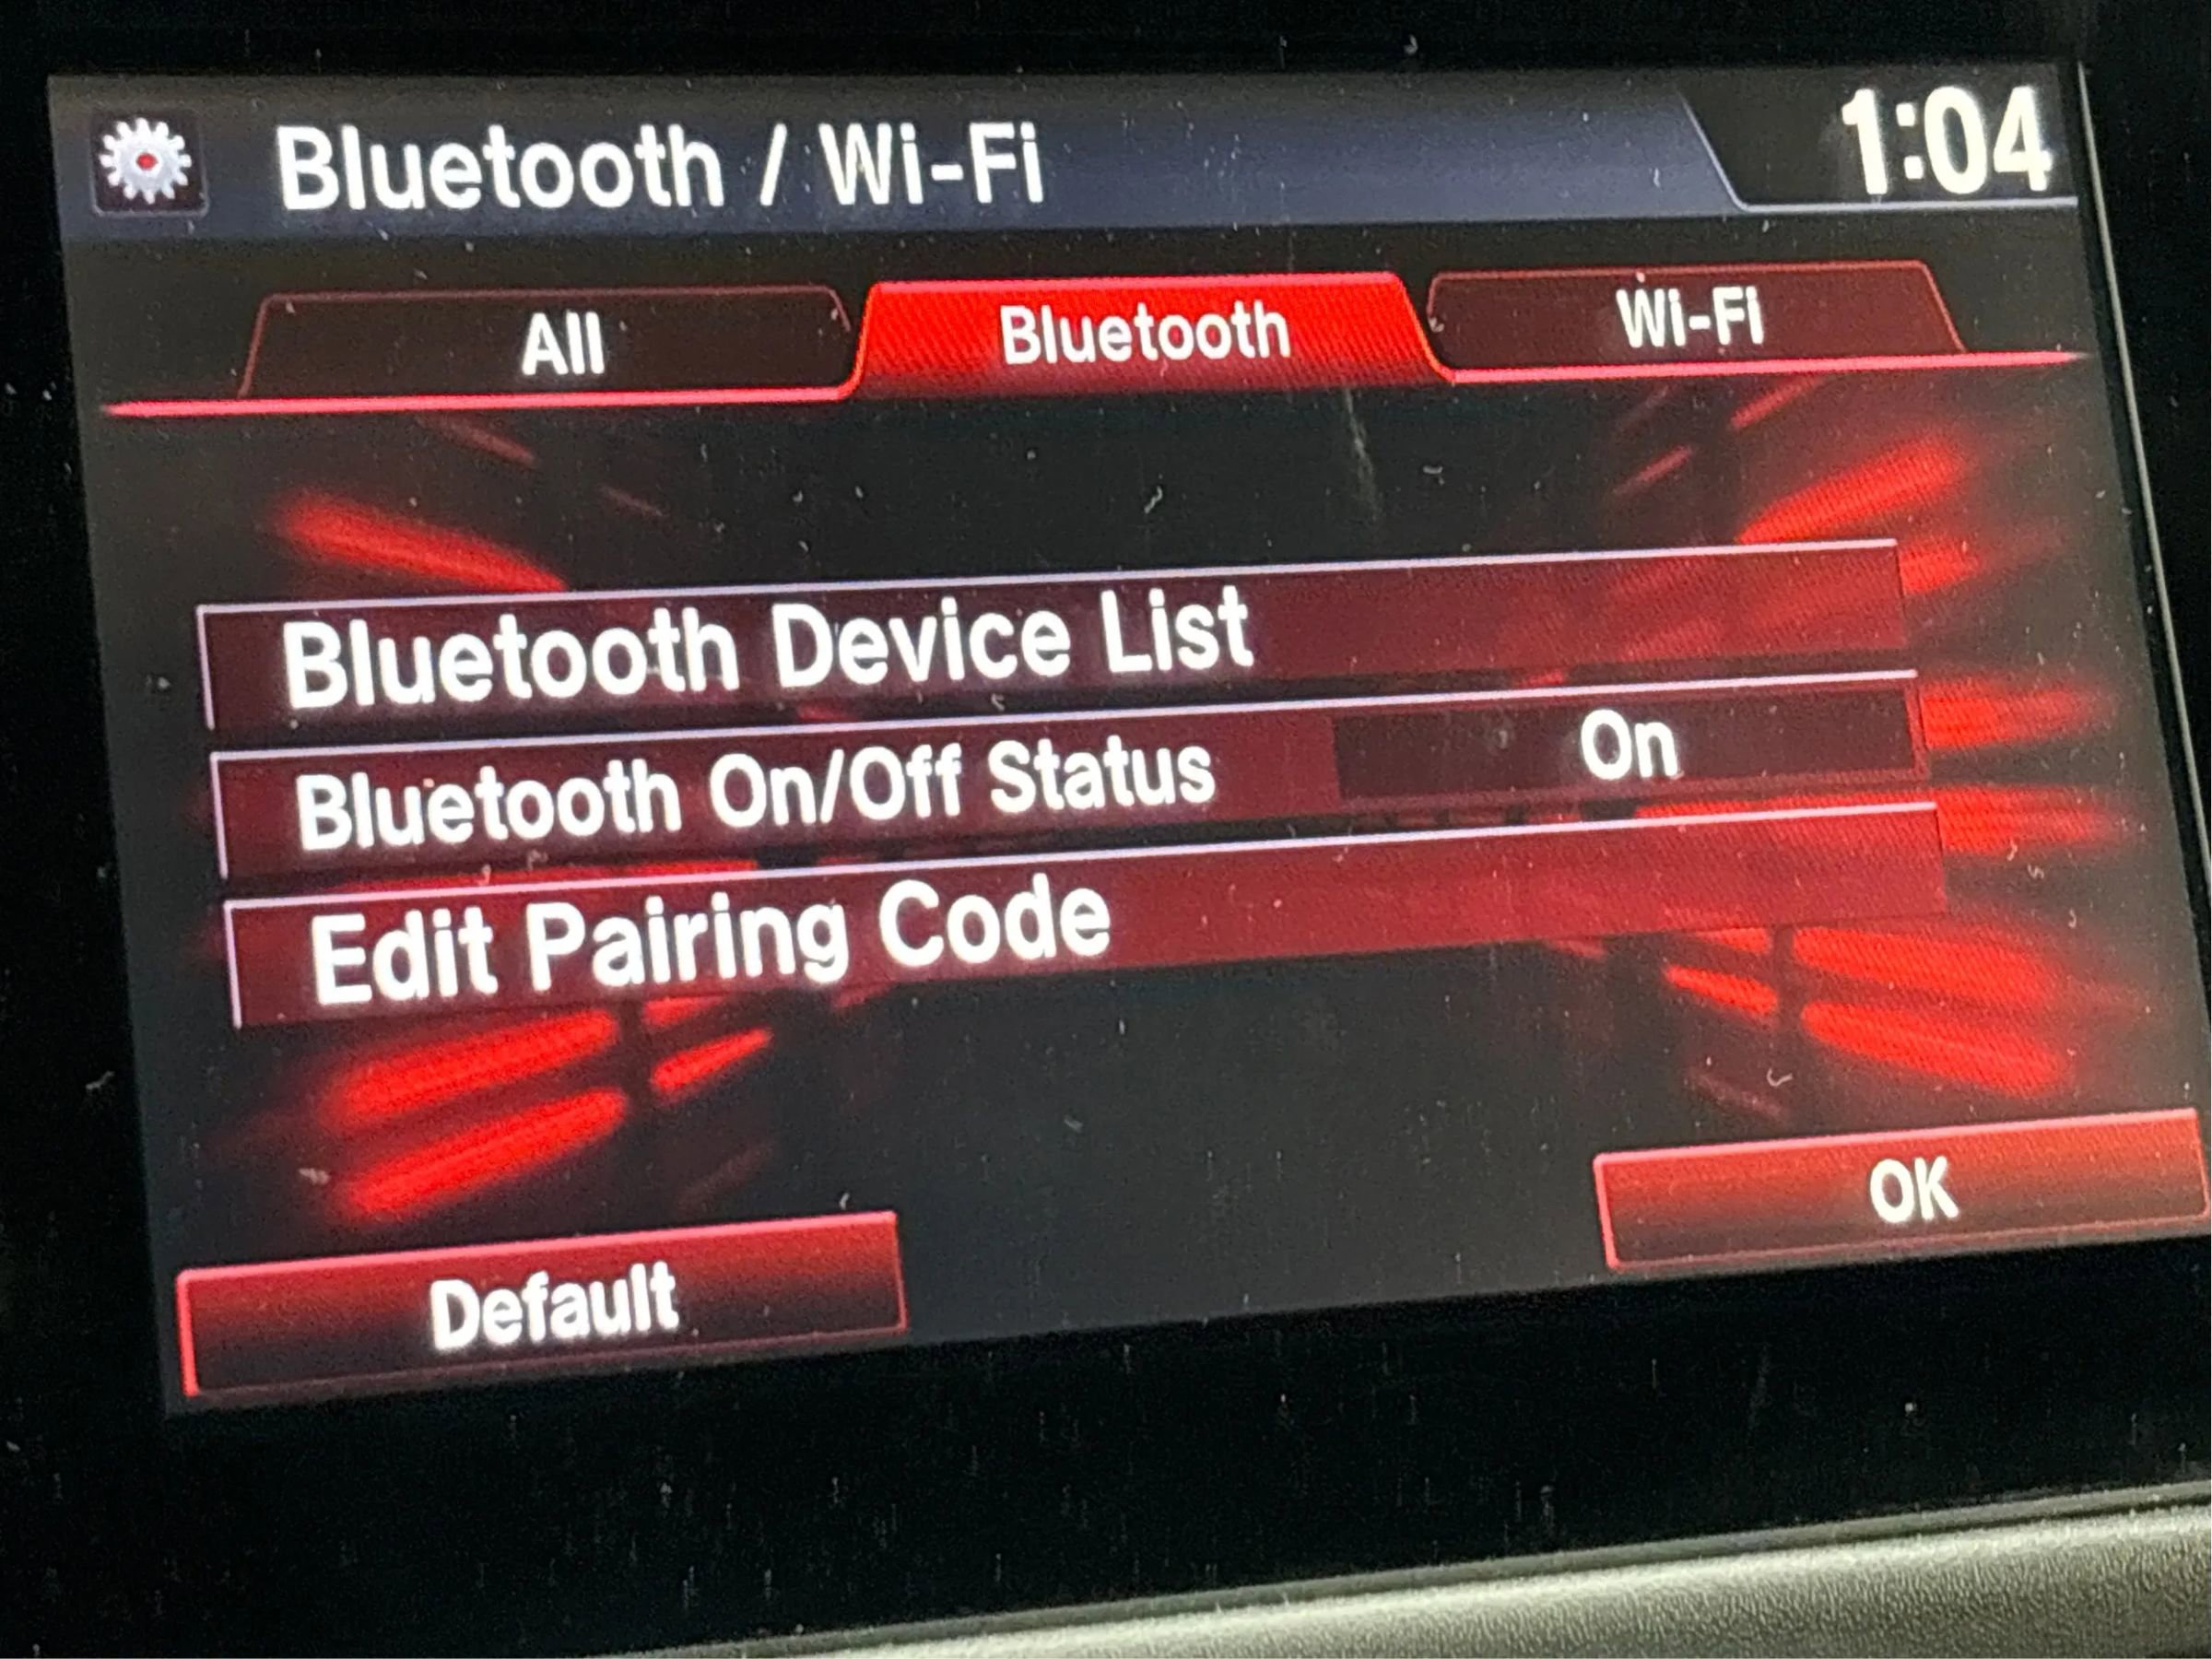 Bluetooth / Wi-Fi
1:04
All
Bluetooth
Wi-Fi
Bluetooth Device List
Bluetooth On/Off Status
On
Edit Pairing Code
Default
OK